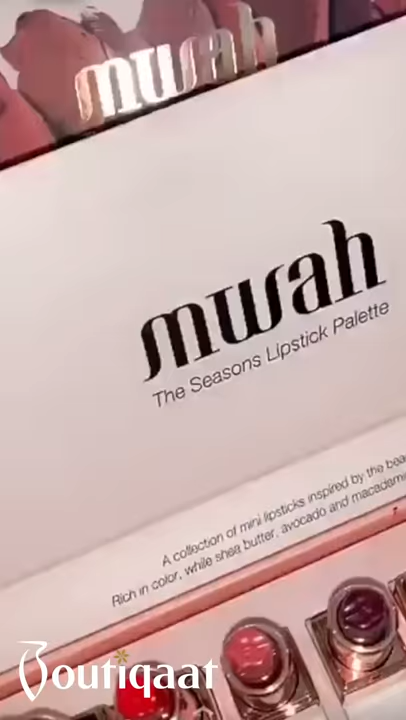 mwah
mwah
The Seasons Lipstick Palette
A collection of mini lipsticks inspired by the
Rich in color, while shea butter, avocado and
Boutiqaat